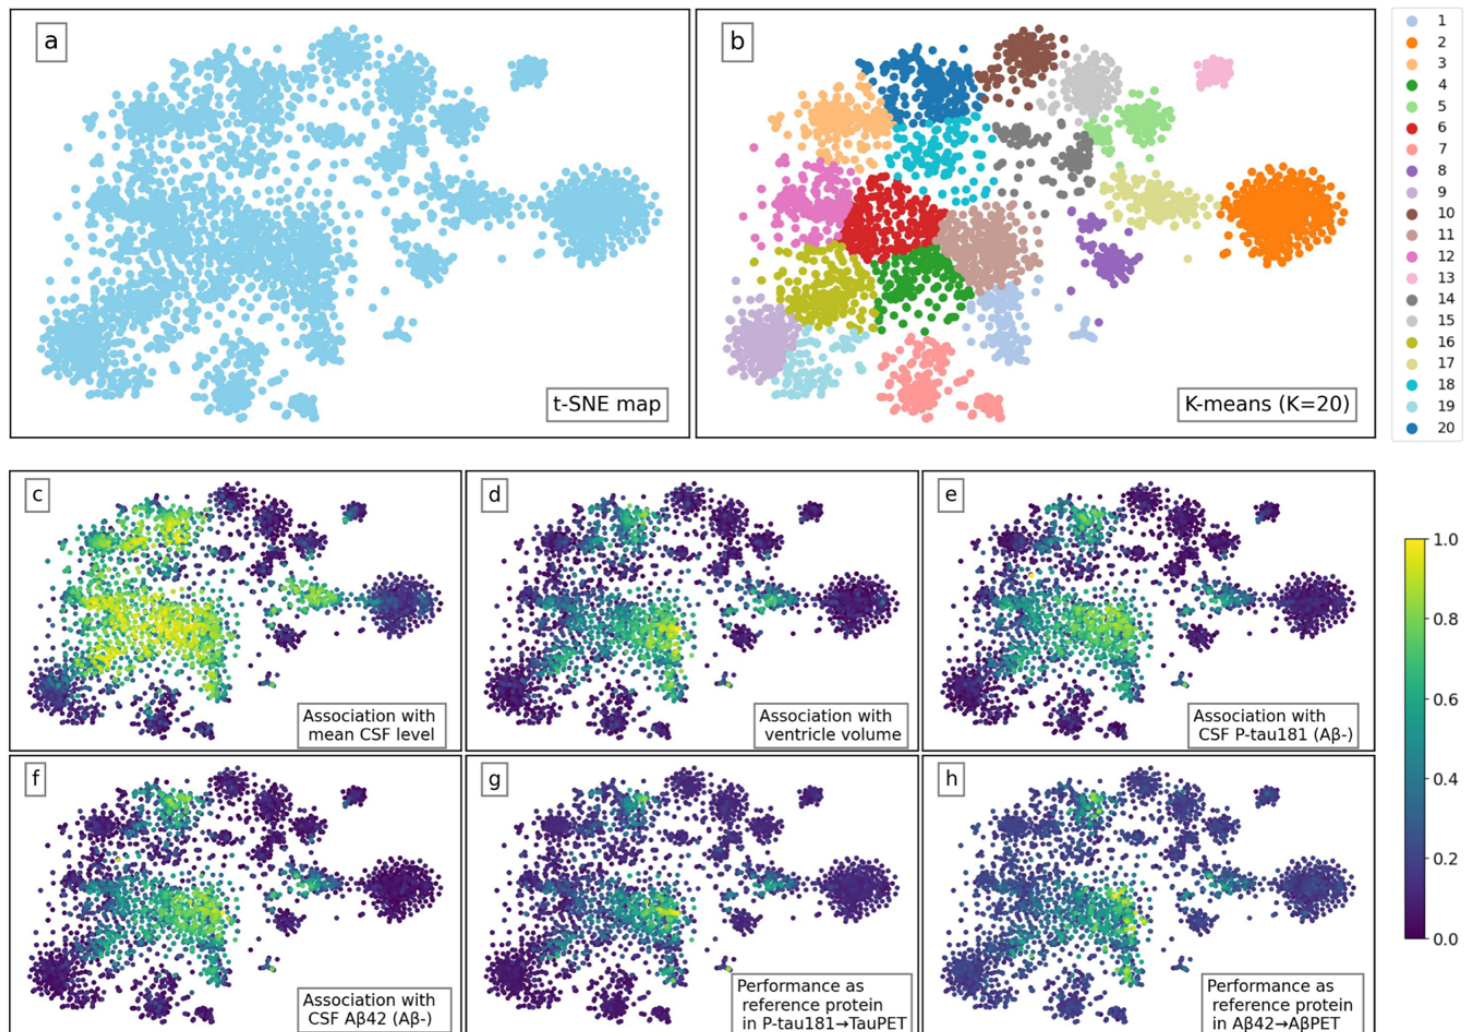 a
t-SNE map
b
K-means (K=20)
1
2
3
4
5
6
7
8
9
10
11
12
13
14
15
16
17
18
19
20
c
Association with
mean CSF level
d
Association with
ventricle volume
e
Association with
CSF P-tau181 (Aβ-)
f
Association with
CSF Aβ42 (Aβ-)
g
Performance as
reference protein
in P-tau181→TauPET
h
Performance as
reference protein
in Aβ42→AβPET
1.0
0.8
0.6
0.4
0.2
0.0